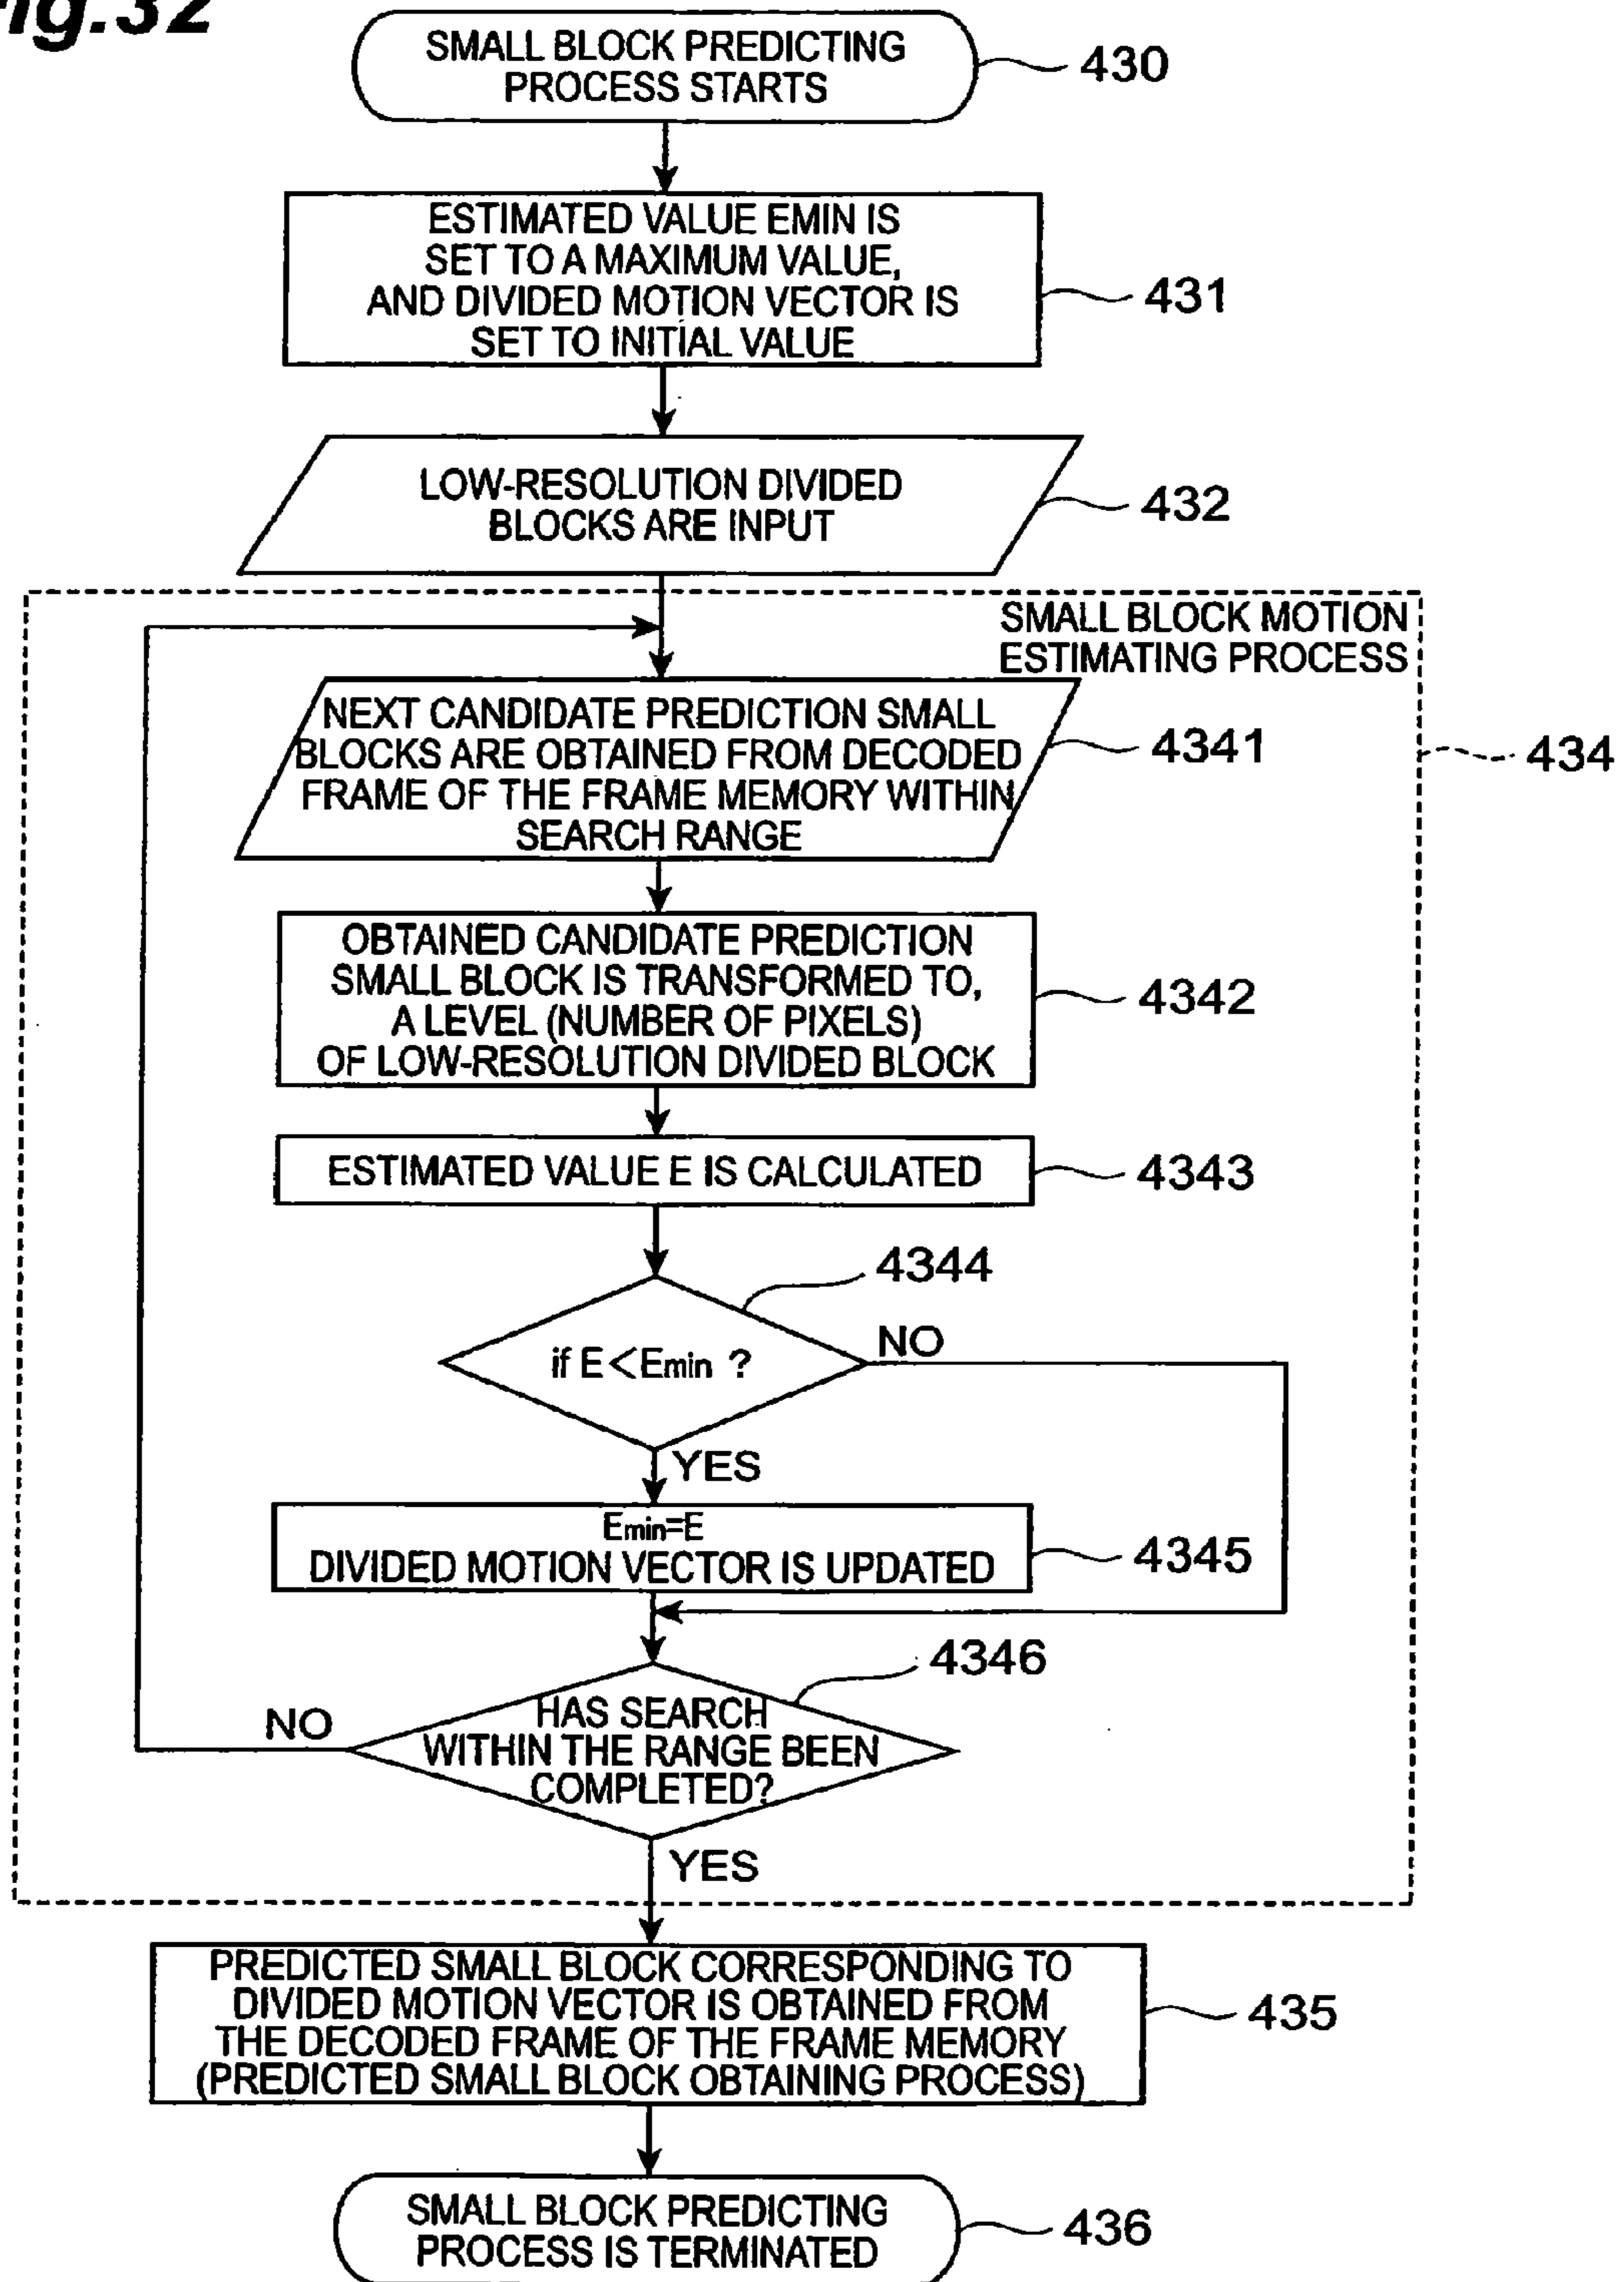 Fig.32
SMALL BLOCK PREDICTING
PROCESS STARTS
430
ESTIMATED VALUE EMIN IS
SET TO A MAXIMUM VALUE,
AND DIVIDED MOTION VECTOR IS
SET TO INITIAL VALUE
431
LOW-RESOLUTION DIVIDED
BLOCKS ARE INPUT
432
SMALL BLOCK MOTION
ESTIMATING PROCESS
434
NEXT CANDIDATE PREDICTION SMALL
BLOCKS ARE OBTAINED FROM DECODED
FRAME OF THE FRAME MEMORY WITHIN
SEARCH RANGE
4341
OBTAINED CANDIDATE PREDICTION
SMALL BLOCK IS TRANSFORMED TO,
A LEVEL (NUMBER OF PIXELS)
OF LOW-RESOLUTION DIVIDED BLOCK
4342
ESTIMATED VALUE E IS CALCULATED
4343
4344
if E<Emin ?
NO
YES
Emin=E
DIVIDED MOTION VECTOR IS UPDATED
4345
4346
HAS SEARCH
WITHIN THE RANGE BEEN
COMPLETED?
NO
YES
PREDICTED SMALL BLOCK CORRESPONDING TO
DIVIDED MOTION VECTOR IS OBTAINED FROM
THE DECODED FRAME OF THE FRAME MEMORY
(PREDICTED SMALL BLOCK OBTAINING PROCESS)
435
SMALL BLOCK PREDICTING
PROCESS IS TERMINATED
436